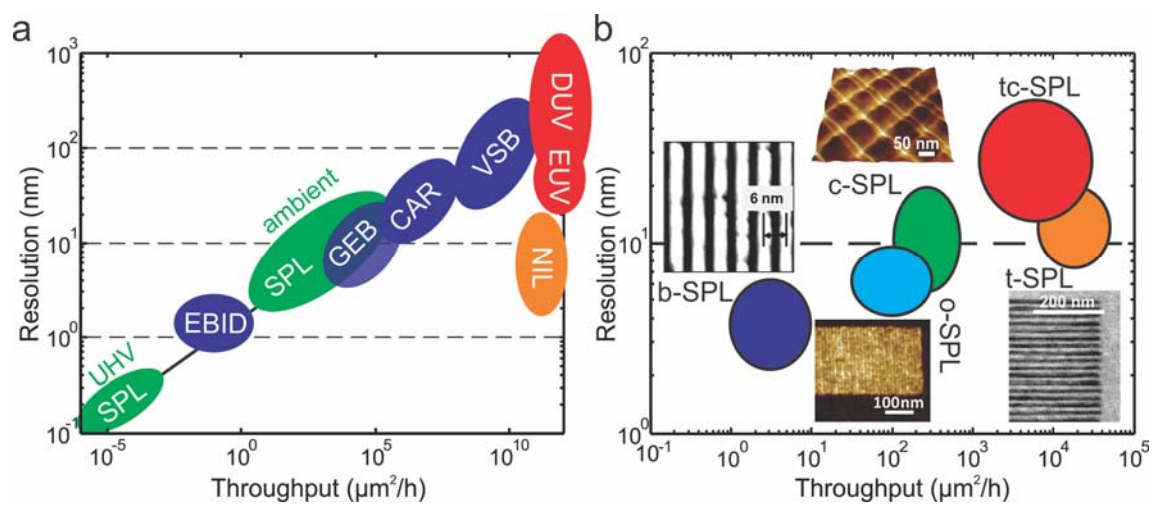 a
10³
10²
10¹
10⁰
10⁻¹
Resolution (nm)
UHV
SPL
EBID
ambient
SPL
GEB
CAR
VSB
DUV
EUV
NIL
10⁻⁵
10⁰
10⁵
10¹⁰
Throughput (µm²/h)
b
10²
10¹
10⁰
Resolution (nm)
6 nm
50 nm
tc-SPL
c-SPL
b-SPL
o-SPL
t-SPL
200 nm
100nm
10⁻¹
10⁰
10¹
10²
10³
10⁴
10⁵
Throughput (µm²/h)